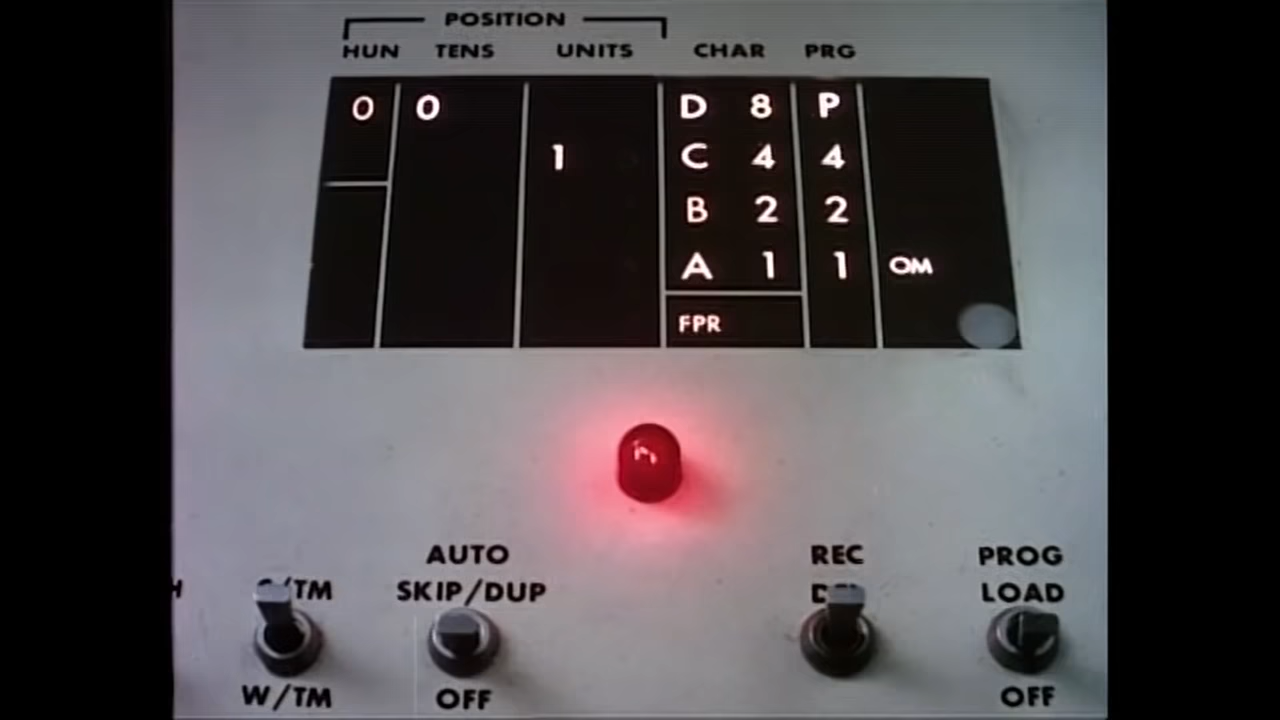 POSITION
HUN TENS UNITS CHAR PRG
0 0 D 8 P
1 C 4 4
B 2 2
A 1 1 OM
FPR
AUTO REC PROG
H /TM SKIP/DUP LOAD
W/TM OFF OFF